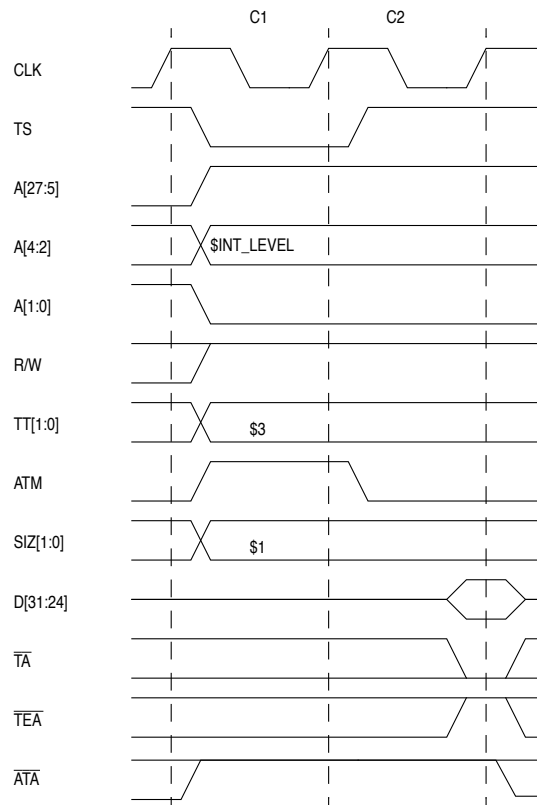 C1 C2
CLK
TS
A[27:5]
A[4:2] $INT_LEVEL
A[1:0]
R/W
TT[1:0] $3
ATM
SIZ[1:0] $1
D[31:24]
TA
TEA
ATA